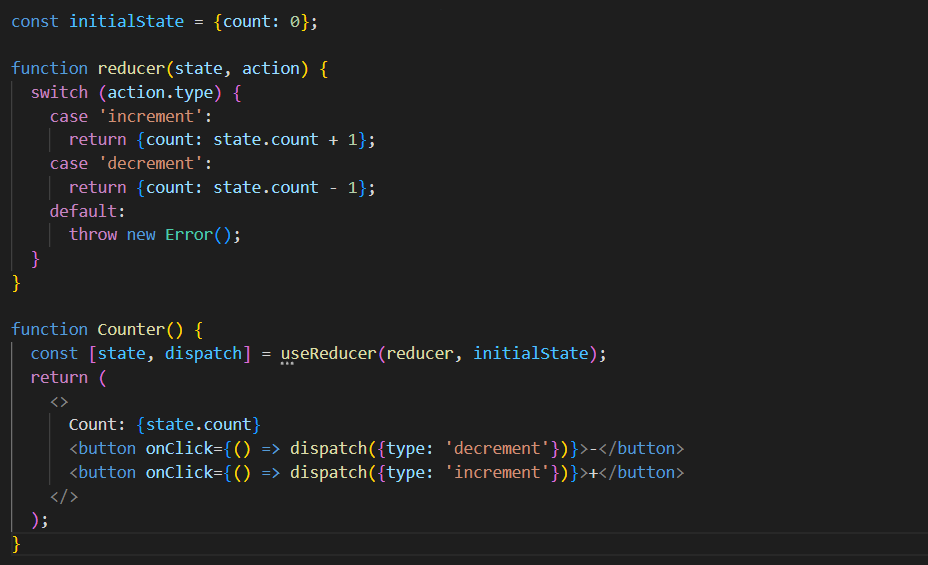 const initialState = {count: 0};

function reducer(state, action) {
  switch (action.type) {
    case 'increment':
      return {count: state.count + 1};
    case 'decrement':
      return {count: state.count - 1};
    default:
      throw new Error();
  }
}

function Counter() {
  const [state, dispatch] = useReducer(reducer, initialState);
  return (
    <>
      Count: {state.count}
      <button onClick={() => dispatch({type: 'decrement'})}>-</button>
      <button onClick={() => dispatch({type: 'increment'})}>+</button>
    </>
  );
}